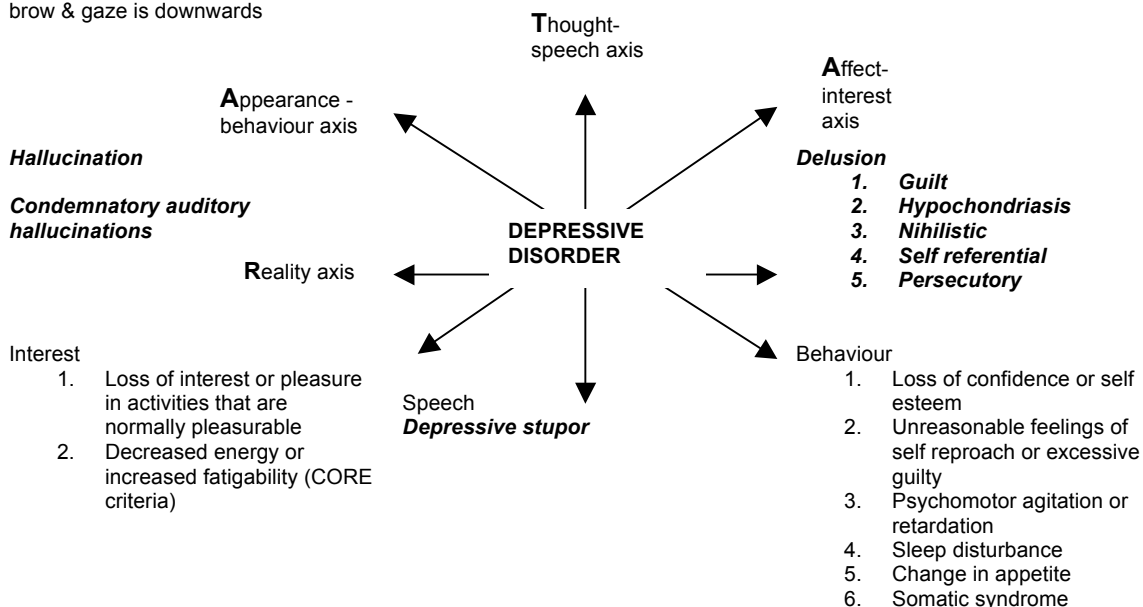 brow & gaze is downwards
Thought-
speech axis
Affect-
interest
axis
Appearance -
behaviour axis
Hallucination
Condemnatory auditory
hallucinations
Delusion
1. Guilt
2. Hypochondriasis
3. Nihilistic
4. Self referential
5. Persecutory
DEPRESSIVE
DISORDER
Reality axis
Interest
1. Loss of interest or pleasure
in activities that are
normally pleasurable
2. Decreased energy or
increased fatigability (CORE
criteria)
Speech
Depressive stupor
Behaviour
1. Loss of confidence or self
esteem
2. Unreasonable feelings of
self reproach or excessive
guilty
3. Psychomotor agitation or
retardation
4. Sleep disturbance
5. Change in appetite
6. Somatic syndrome